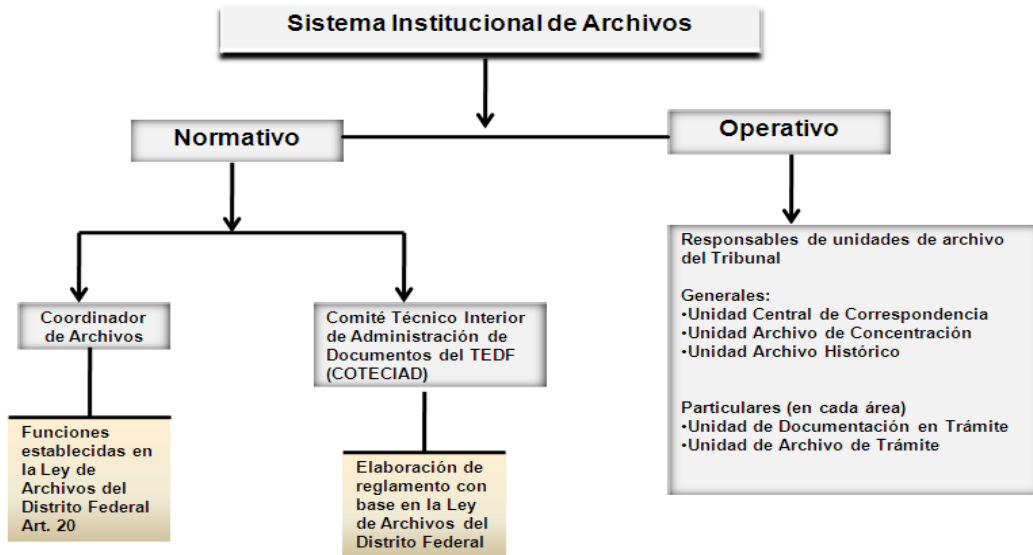 Sistema Institucional de Archivos
Normativo
Operativo
Coordinador
de Archivos
Funciones
establecidas en
la Ley de
Archivos del
Distrito Federal
Art. 20
Comité Técnico Interior
de Administración de
Documentos del TEDF
(COTECIAD)
Elaboración de
reglamento con
base en la Ley
de Archivos del
Distrito Federal
Responsables de unidades de archivo
del Tribunal
Generales:
•Unidad Central de Correspondencia
•Unidad Archivo de Concentración
•Unidad Archivo Histórico
Particulares (en cada área)
•Unidad de Documentación en Trámite
•Unidad de Archivo de Trámite